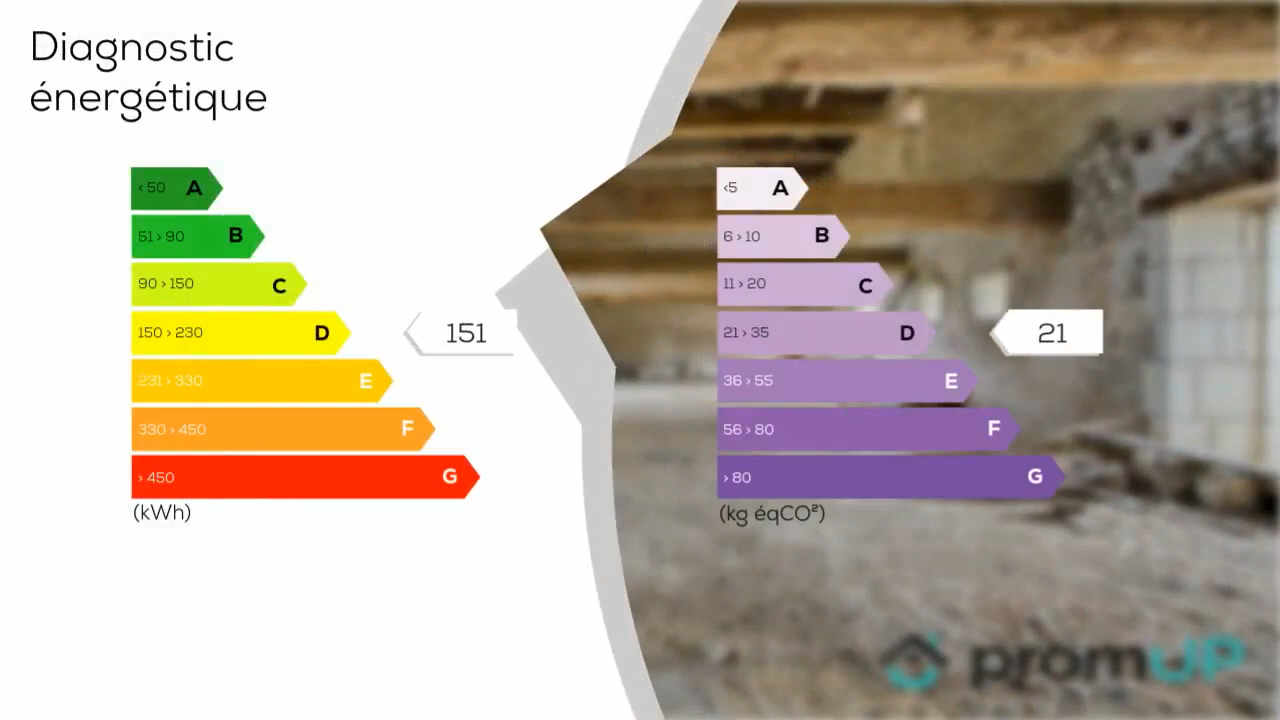 Diagnostic
énergétique
< 50 A
51 > 90 B
90 > 150 C
150 > 230 D
151
231 > 330 E
330 > 450 F
> 450 G
(kWh)
<5 A
6 > 10 B
11 > 20 C
21 > 35 D
21
36 > 55 E
56 > 80 F
> 80 G
(kg éqCO²)
promUP